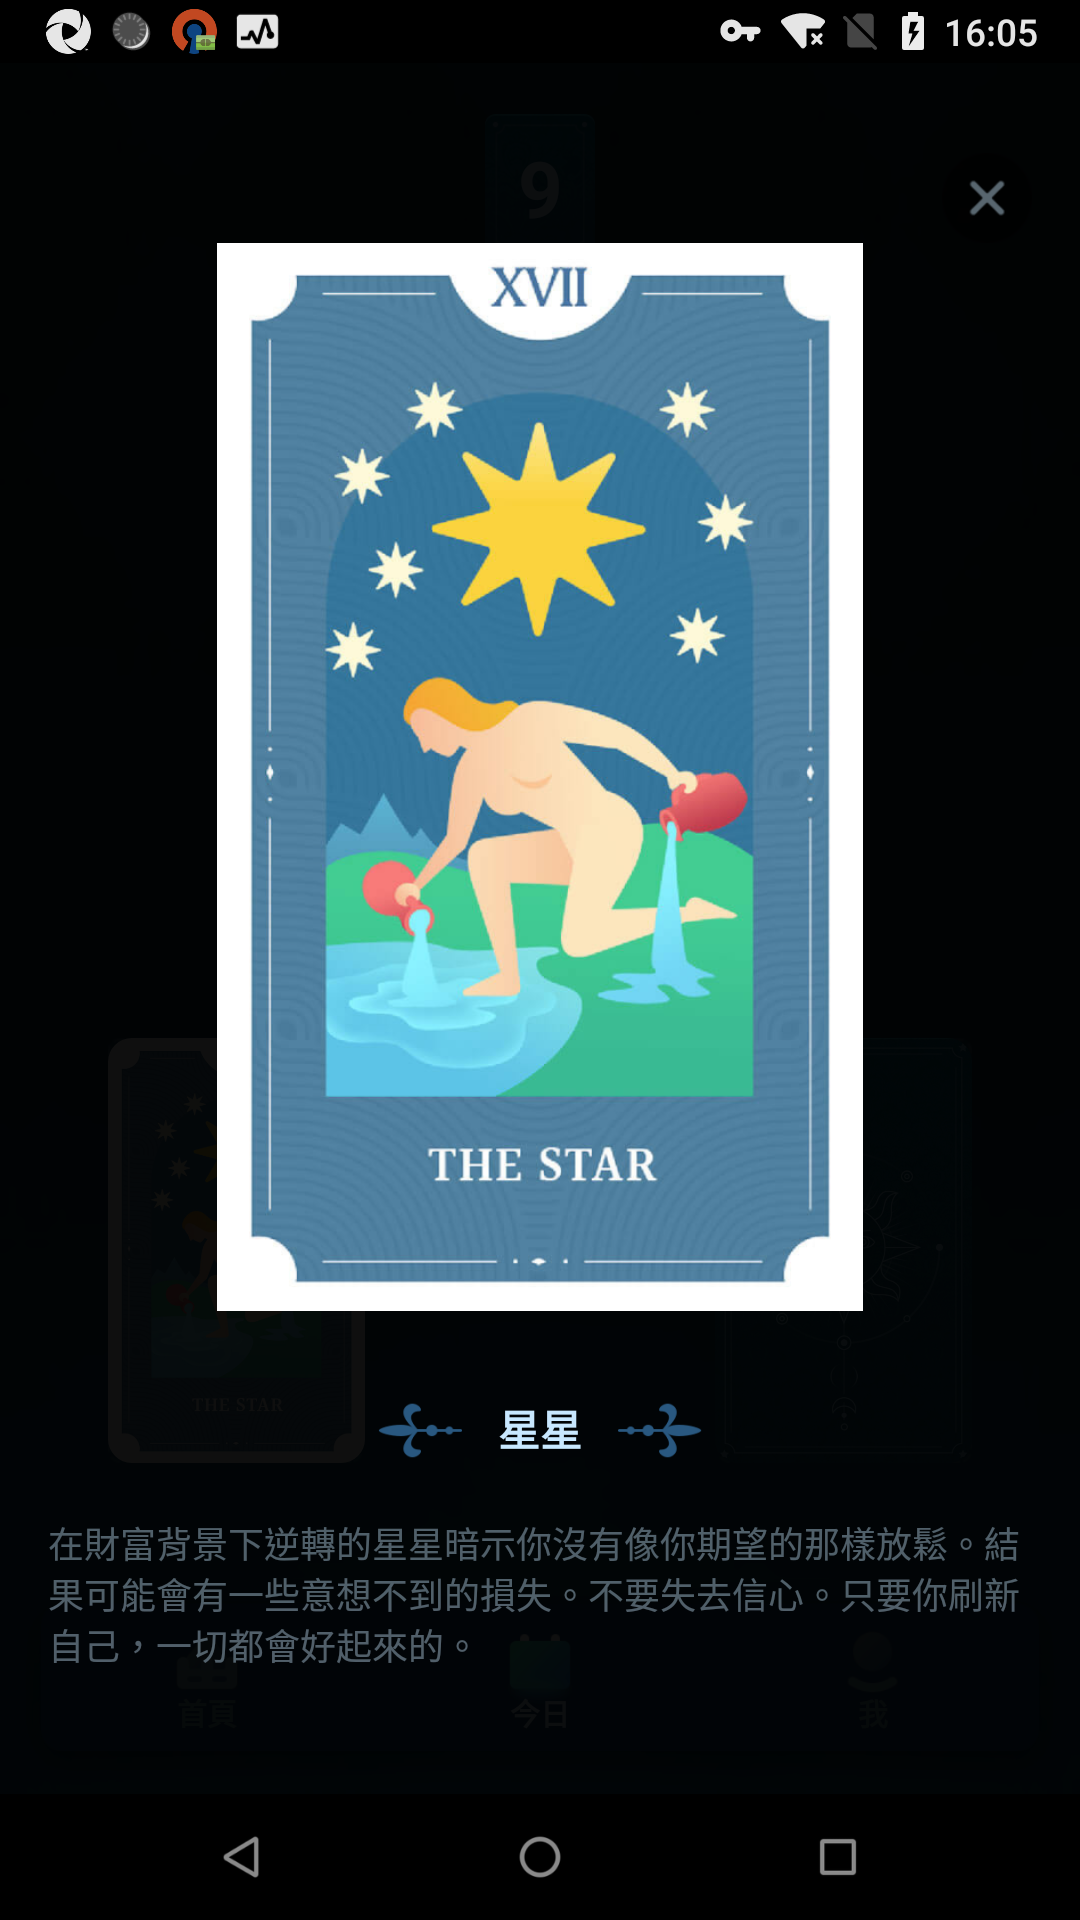 16:05
9
XVII
THE STAR
THE STAR
星星
在財富背景下逆轉的星星暗示你沒有像你期望的那樣放鬆。結
果可能會有一些意想不到的損失。不要失去信心。只要你刷新
自己，一切都會好起來的。
首頁
今日
我